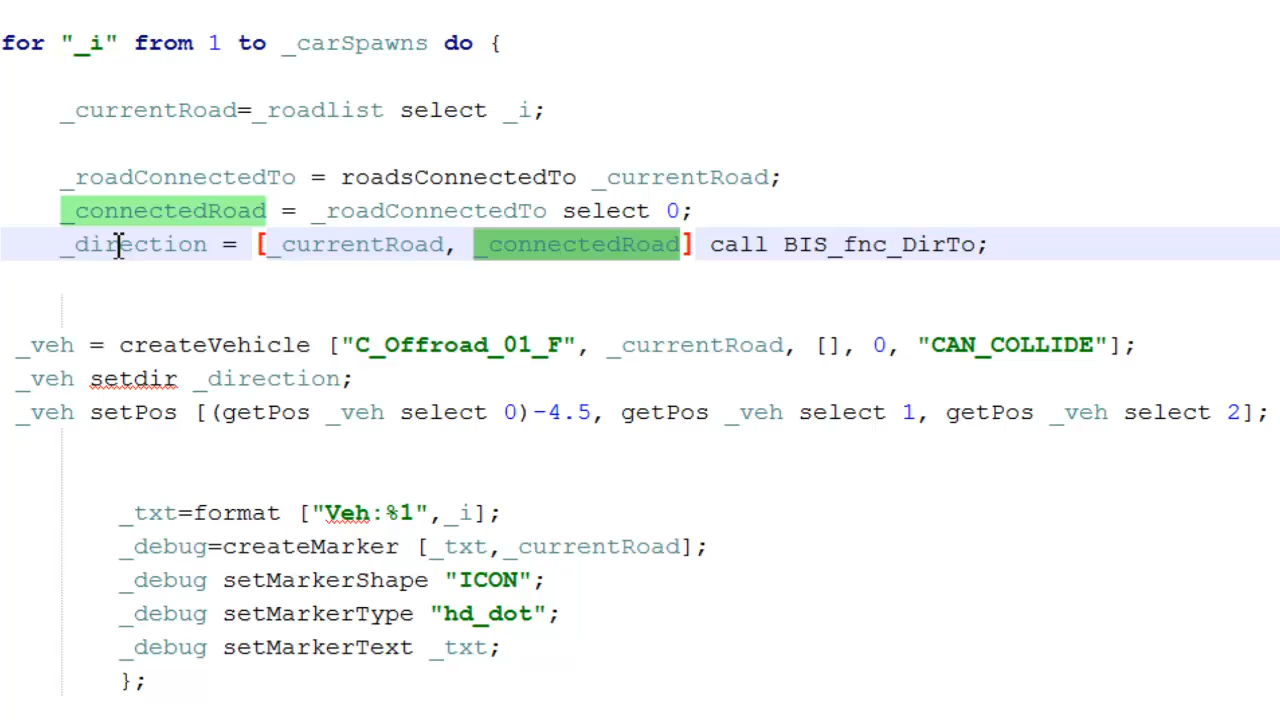 for "_i" from 1 to _carSpawns do {
_currentRoad=_roadlist select _i;
_roadConnectedTo = roadsConnectedTo _currentRoad;
_connectedRoad = _roadConnectedTo select 0;
_direction = [_currentRoad, _connectedRoad] call BIS_fnc_DirTo;
_veh = createVehicle ["C_Offroad_01_F", _currentRoad, [], 0, "CAN_COLLIDE"];
_veh setdir _direction;
_veh setPos [(getPos _veh select 0)-4.5, getPos _veh select 1, getPos _veh select 2];
_txt=format ["Veh:%1",_i];
_debug=createMarker [_txt,_currentRoad];
_debug setMarkerShape "ICON";
_debug setMarkerType "hd_dot";
_debug setMarkerText _txt;
};